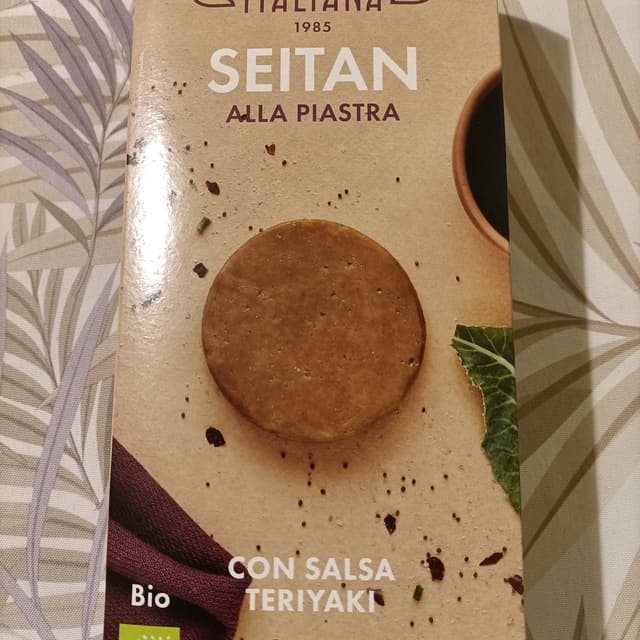 ITALIANA
1985
SEITAN
ALLA PIASTRA
CON SALSA
TERIYAKI
Bio